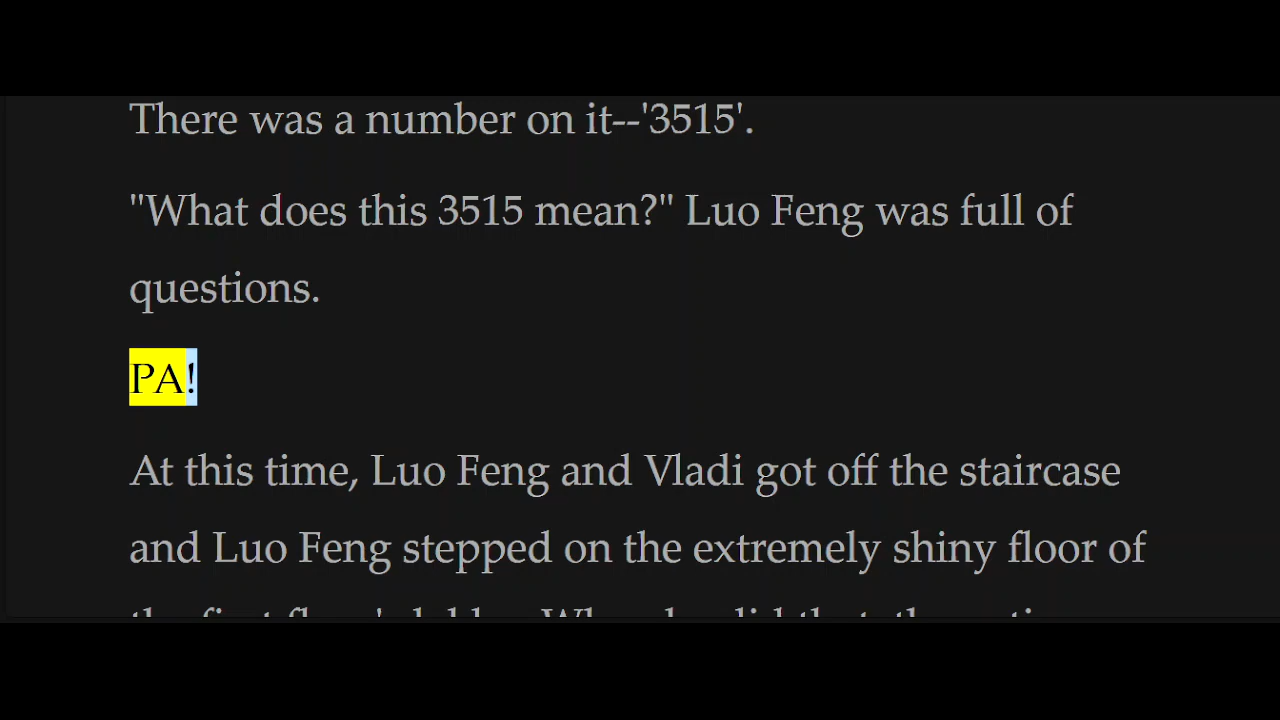 There was a number on it--'3515'.
"What does this 3515 mean?" Luo Feng was full of
questions.
PA!
At this time, Luo Feng and Vladi got off the staircase
and Luo Feng stepped on the extremely shiny floor of